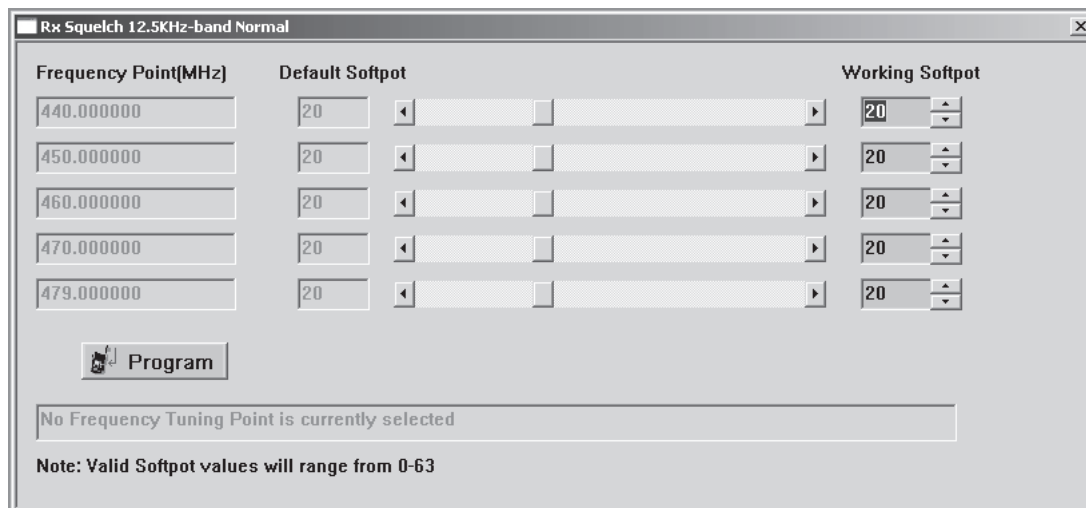 Rx Squelch 12.5KHz-band Normal
Frequency Point(MHz) Default Softpot Working Softpot
440.000000 20 20
450.000000 20 20
460.000000 20 20
470.000000 20 20
479.000000 20 20
Program
No Frequency Tuning Point is currently selected
Note: Valid Softpot values will range from 0-63